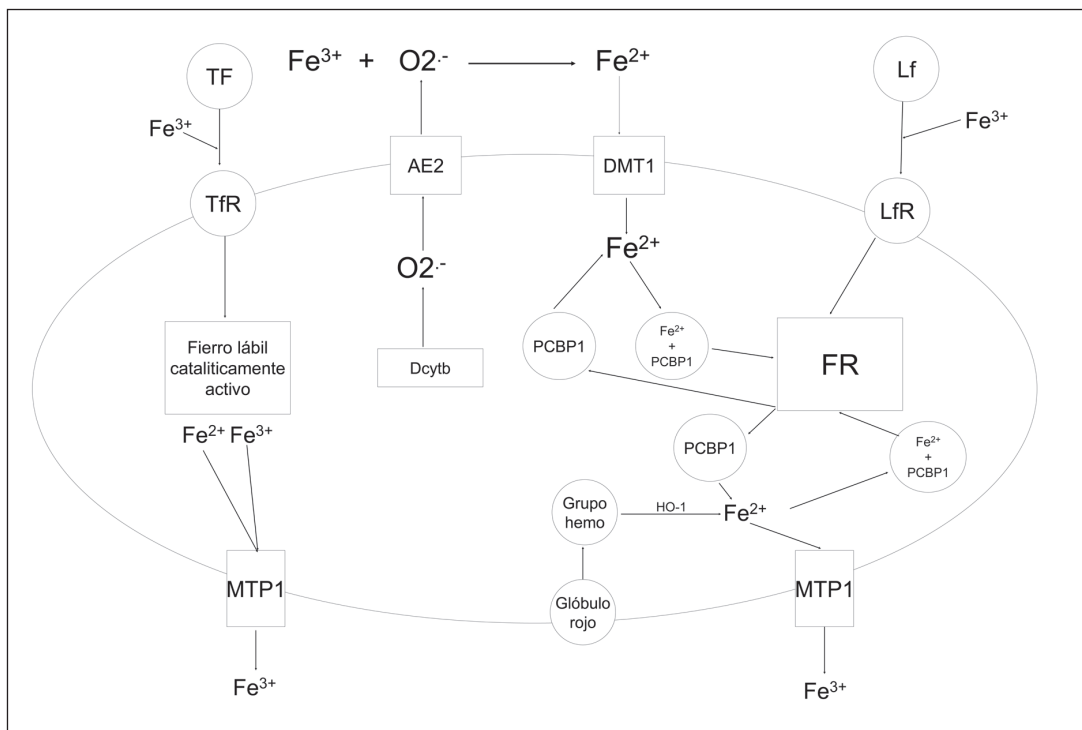 TF
Fe³⁺ + O2·- Fe²⁺
Lf
Fe³⁺
Fe³⁺
AE2
DMT1
TfR
LfR
Fe²⁺
O2·-
Fierro lábil
cataliticamente
activo
Dcytb
PCBP1
Fe²⁺
+
PCBP1
FR
Fe²⁺ Fe³⁺
PCBP1
Fe²⁺
+
PCBP1
Grupo
hemo
HO-1
Fe²⁺
MTP1
Glóbulo
rojo
MTP1
Fe³⁺
Fe³⁺